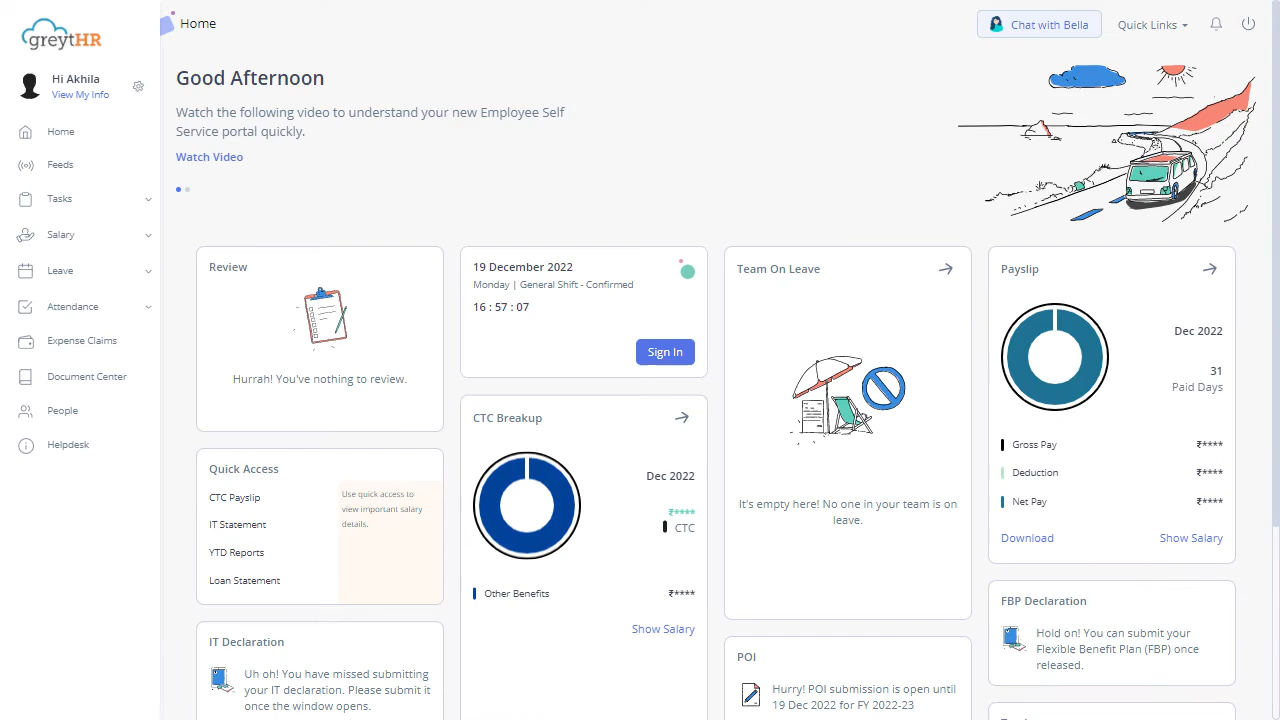 greytHR
Hi Akhila
View My Info
Home
Feeds
Tasks
Salary
Leave
Attendance
Expense Claims
Document Center
People
Helpdesk
Home
Chat with Bella
Quick Links
Good Afternoon
Watch the following video to understand your new Employee Self
Service portal quickly.
Watch Video
Review
Hurrah! You've nothing to review.
Quick Access
CTC Payslip
IT Statement
YTD Reports
Loan Statement
Use quick access to
view important salary
details.
IT Declaration
Uh oh! You have missed submitting
your IT declaration. Please submit it
once the window opens.
19 December 2022
Monday | General Shift - Confirmed
16 : 57 : 07
Sign In
CTC Breakup
Dec 2022
₹****
CTC
Other Benefits ₹****
Show Salary
Team On Leave
It's empty here! No one in your team is on
leave.
POI
Hurry! POI submission is open until
19 Dec 2022 for FY 2022-23
Payslip
Dec 2022
31
Paid Days
Gross Pay ₹****
Deduction ₹****
Net Pay ₹****
Download Show Salary
FBP Declaration
Hold on! You can submit your
Flexible Benefit Plan (FBP) once
released.